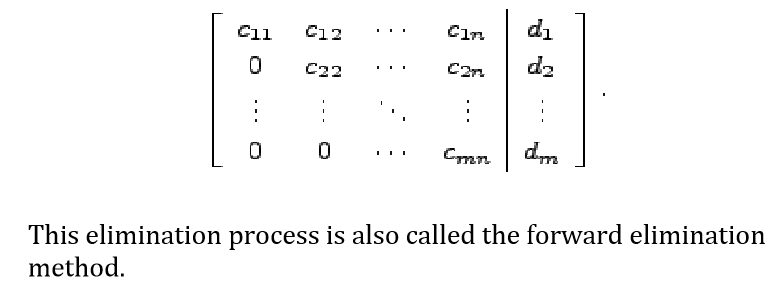 c11 c12 ··· c1n d1
0 c22 ··· c2n d2
⋮ ⋮ ⋱ ⋮ ⋮
0 0 ··· cmn dm
.
This elimination process is also called the forward elimination
method.